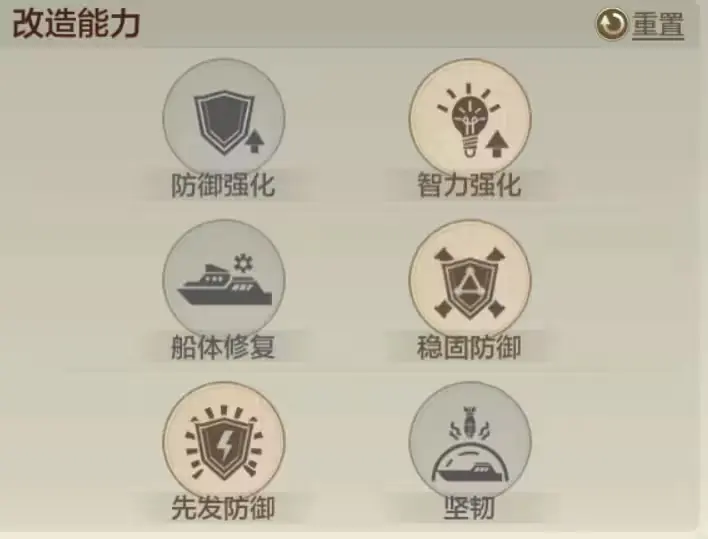 改造能力
重置
防御强化
智力强化
船体修复
稳固防御
先发防御
坚韧